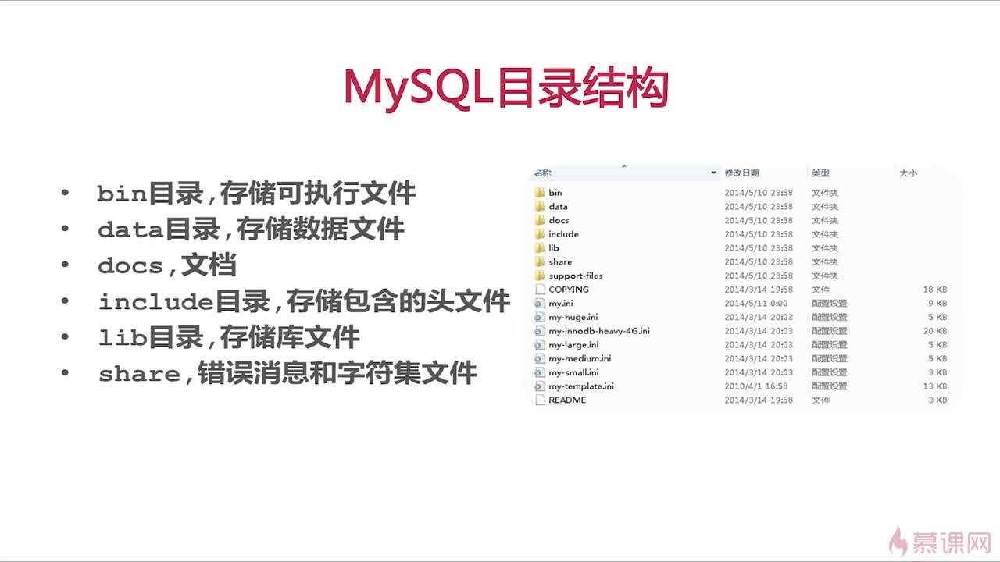 MySQL目录结构
• bin目录,存储可执行文件
• data目录,存储数据文件
• docs,文档
• include目录,存储包含的头文件
• lib目录,存储库文件
• share,错误消息和字符集文件
名称 修改日期 类型 大小
bin 2014/5/10 23:58 文件夹
data 2014/5/10 23:58 文件夹
docs 2014/5/10 23:58 文件夹
include 2014/5/10 23:58 文件夹
lib 2014/5/10 23:58 文件夹
share 2014/5/10 23:58 文件夹
support-files 2014/5/10 23:58 文件夹
COPYING 2014/3/14 19:58 文件 18 KB
my.ini 2014/5/11 0:00 配置设置 9 KB
my-huge.ini 2014/3/14 20:03 配置设置 5 KB
my-innodb-heavy-4G.ini 2014/3/14 20:03 配置设置 20 KB
my-large.ini 2014/3/14 20:03 配置设置 5 KB
my-medium.ini 2014/3/14 20:03 配置设置 5 KB
my-small.ini 2014/3/14 20:03 配置设置 3 KB
my-template.ini 2010/4/1 16:58 配置设置 13 KB
README 2014/3/14 19:58 文件 3 KB
慕课网